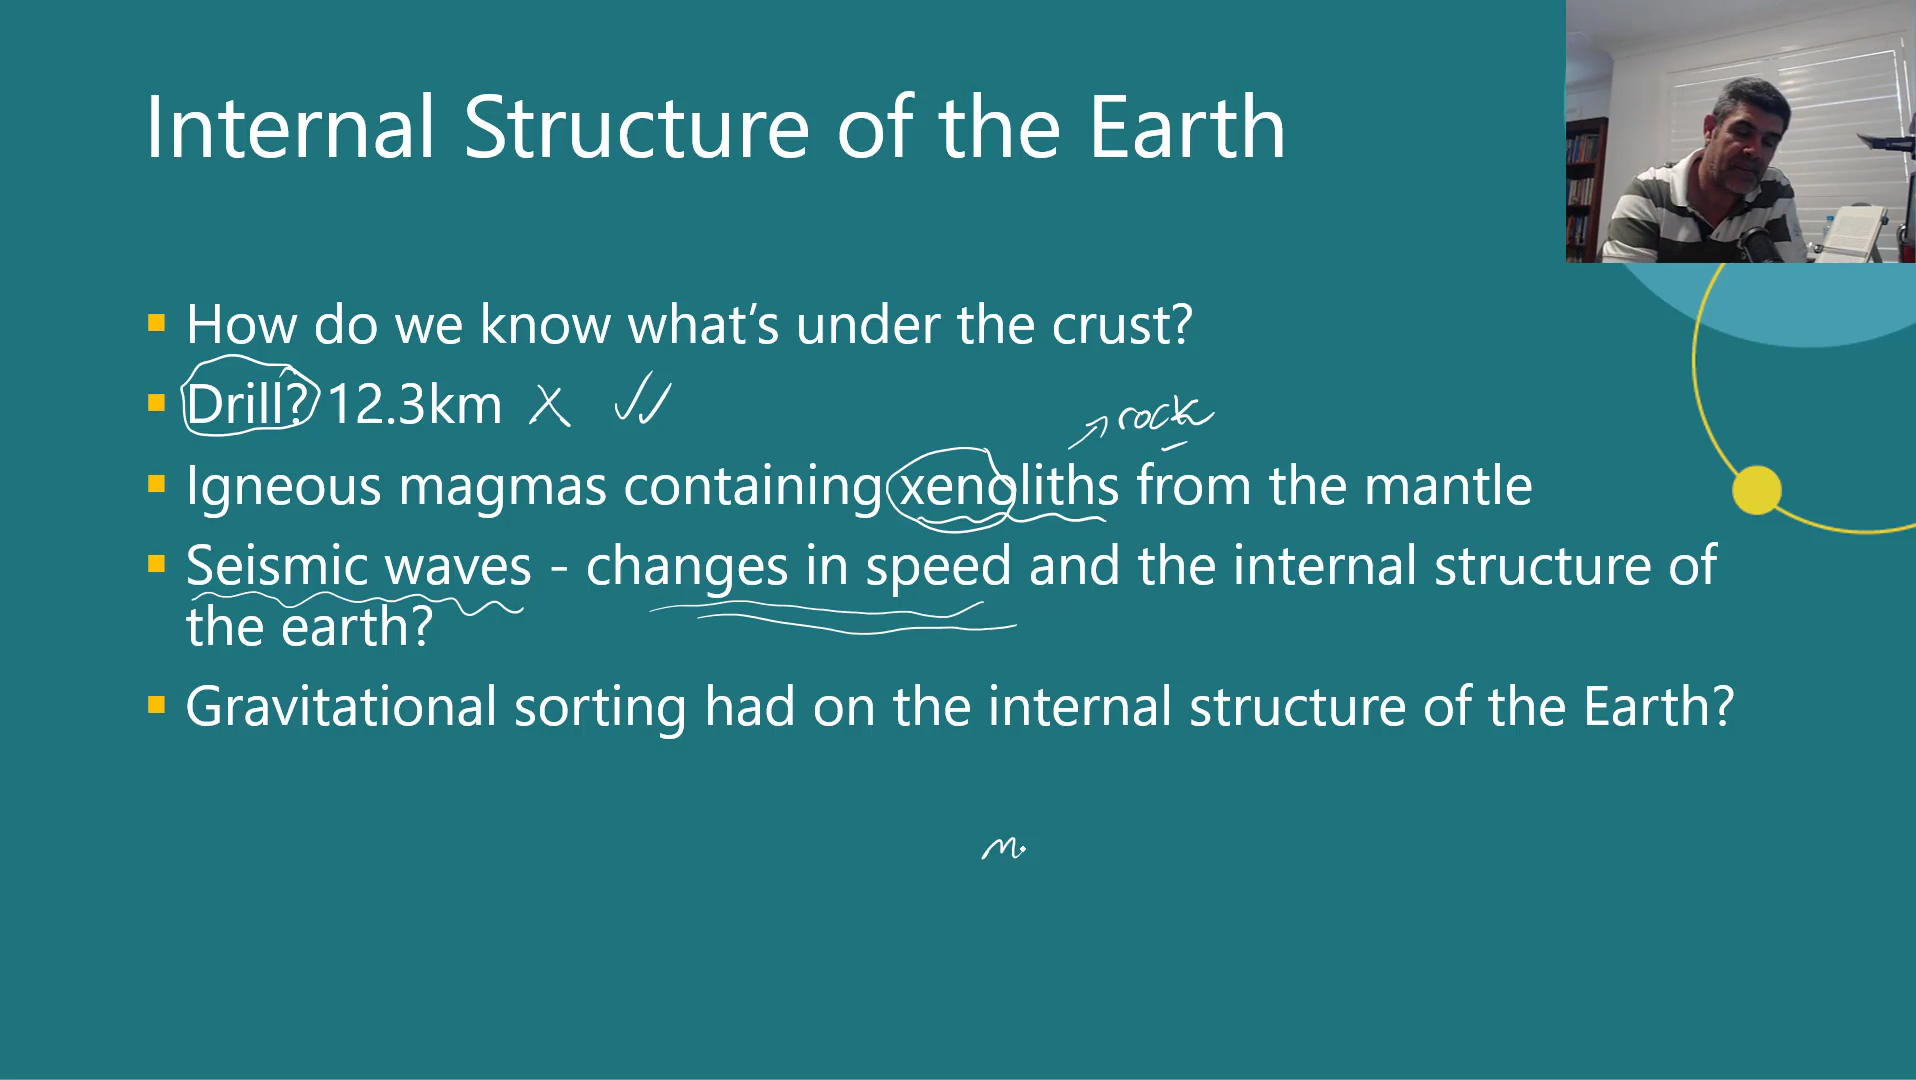 Internal Structure of the Earth
How do we know what's under the crust?
Drill? 12.3km X
rock
Igneous magmas containing xenoliths from the mantle
Seismic waves - changes in speed and the internal structure of
the earth?
Gravitational sorting had on the internal structure of the Earth?